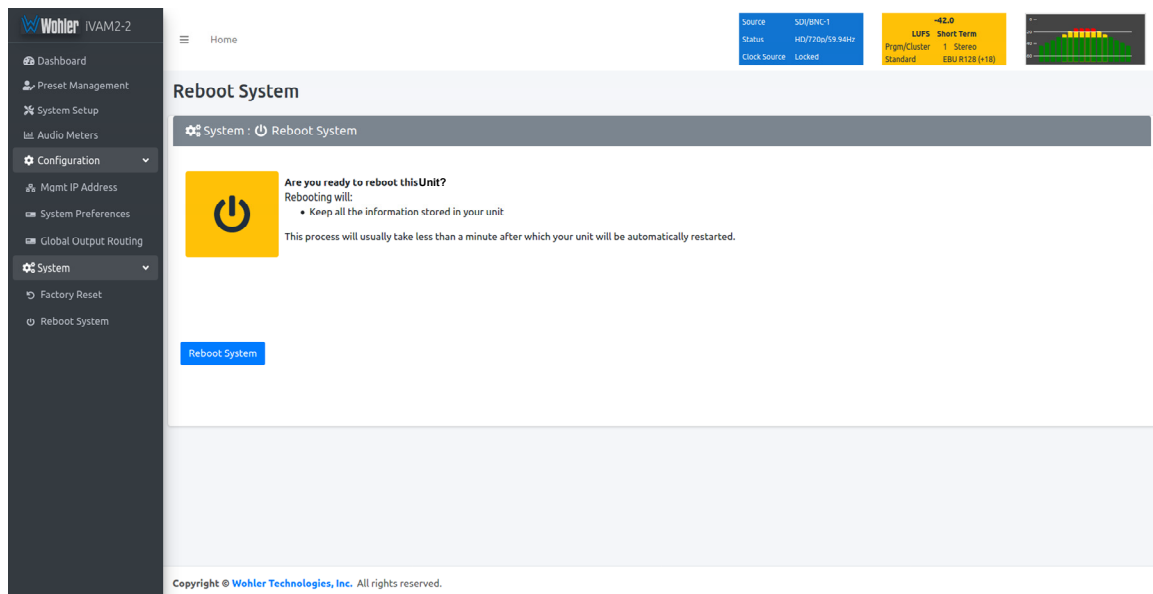 Wohler iVAM2-2
Dashboard
Preset Management
System Setup
Audio Meters
Configuration
Mgmt IP Address
System Preferences
Global Output Routing
System
Factory Reset
Reboot System
Home
Source SDI/BNC-1
Status HD/720p/59.94Hz
Clock Source Locked
-42.0
LUFS Short Term
Prgm/Cluster 1 Stereo
Standard EBU R128 (+18)
Reboot System
System : Reboot System
Are you ready to reboot thisUnit?
Rebooting will:
• Keep all the information stored in your unit
This process will usually take less than a minute after which your unit will be automatically restarted.
Reboot System
Copyright © Wohler Technologies, Inc. All rights reserved.